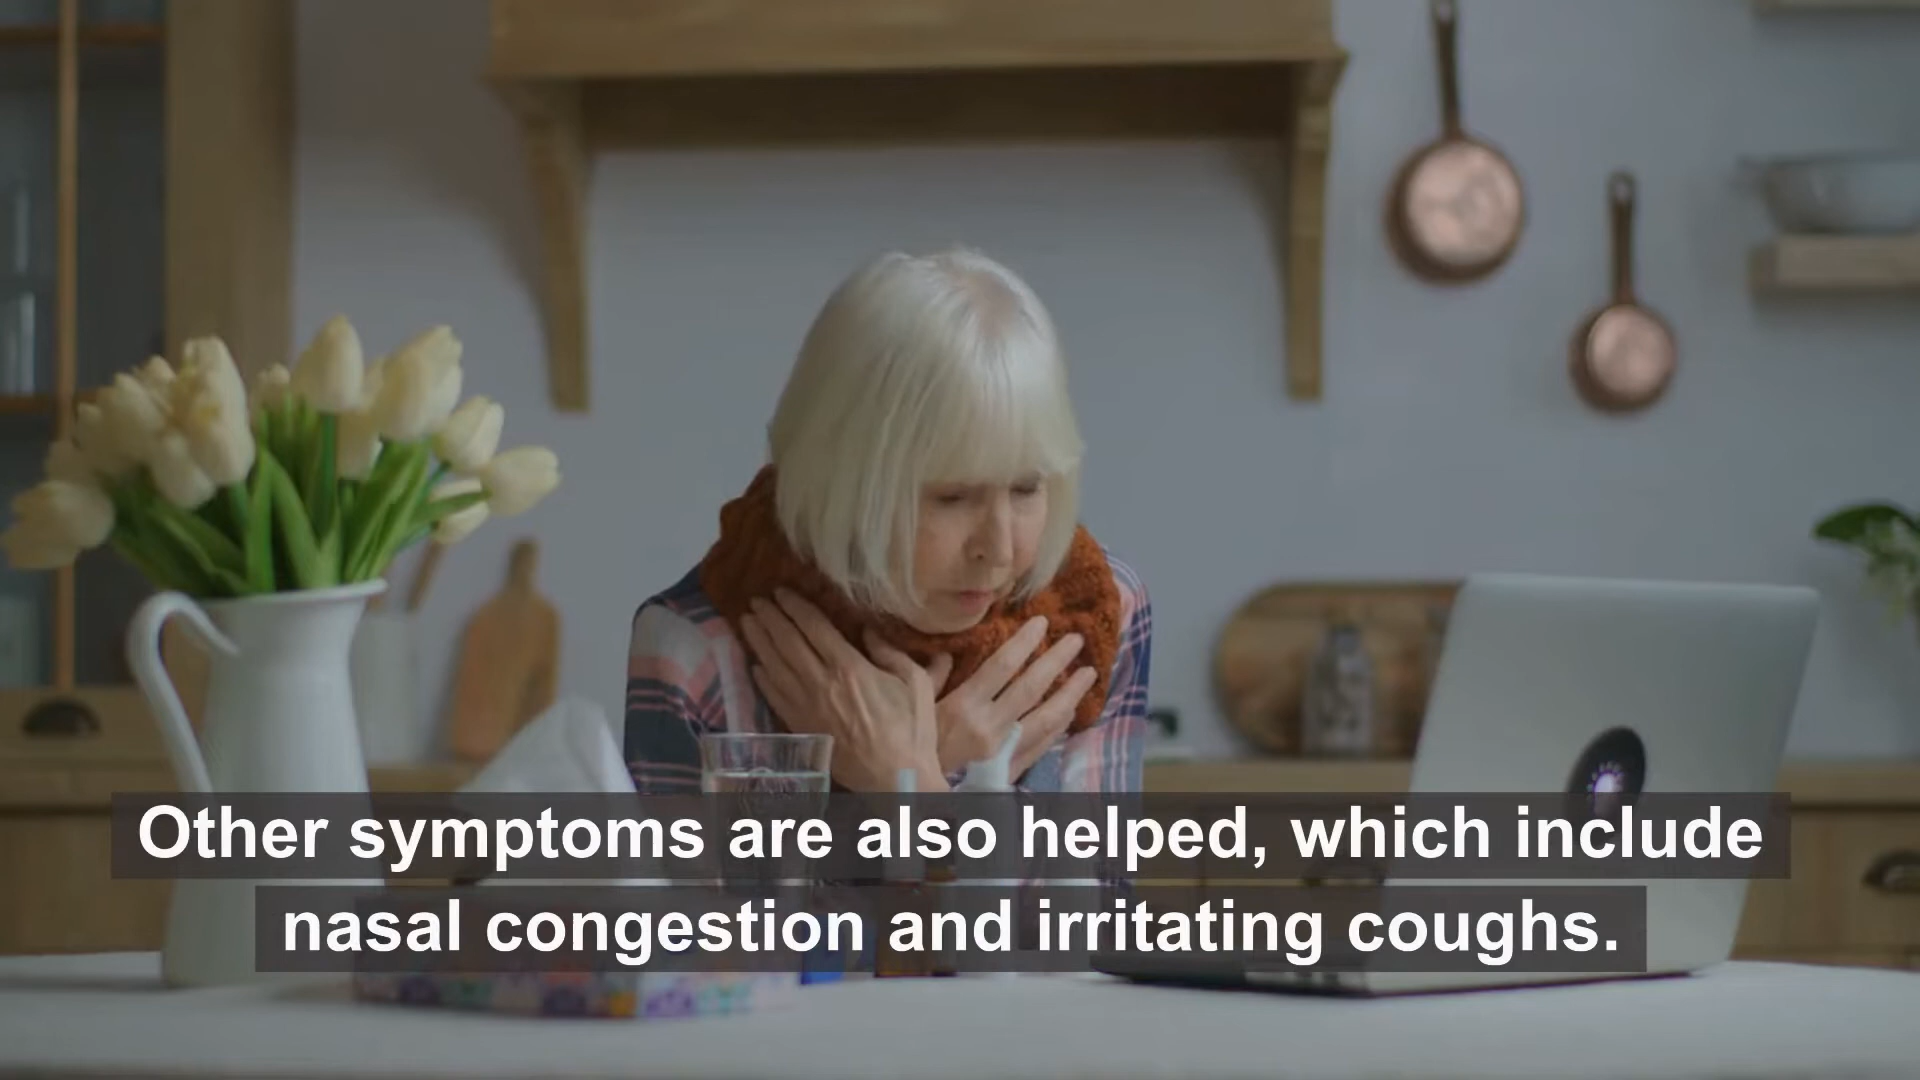 Other symptoms are also helped, which include
nasal congestion and irritating coughs.